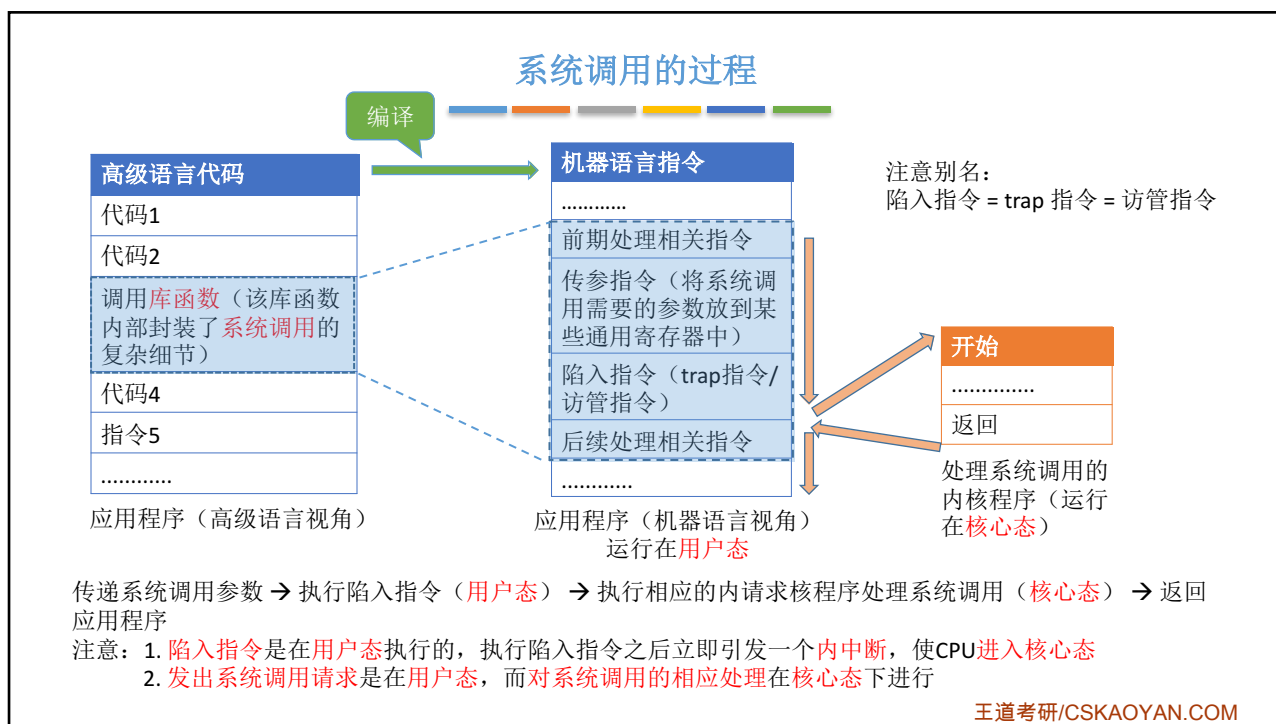 系统调用的过程
编译
高级语言代码
代码1
代码2
调用库函数（该库函数
内部封装了系统调用的
复杂细节）
代码4
指令5
............
应用程序（高级语言视角）
机器语言指令
............
前期处理相关指令
传参指令（将系统调
用需要的参数放到某
些通用寄存器中）
陷入指令（trap指令/
访管指令）
后续处理相关指令
............
应用程序（机器语言视角）
运行在用户态
注意别名：
陷入指令 = trap 指令 = 访管指令
开始
..............
返回
处理系统调用的
内核程序（运行
在核心态）
传递系统调用参数 → 执行陷入指令（用户态） → 执行相应的内请求核程序处理系统调用（核心态） → 返回
应用程序
注意：1. 陷入指令是在用户态执行的，执行陷入指令之后立即引发一个内中断，使CPU进入核心态
2. 发出系统调用请求是在用户态，而对系统调用的相应处理在核心态下进行
王道考研/CSKAOYAN.COM